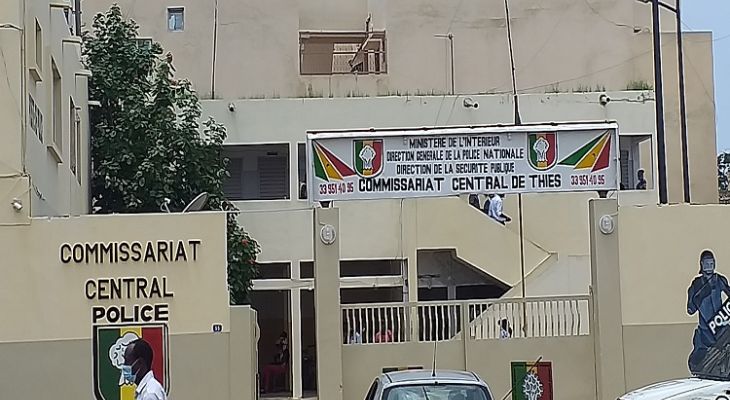 MINISTERE DE L'INTERIEUR
DIRECTION GENERALE DE LA POLICE NATIONALE
DIRECTION DE LA SECURITE PUBLIQUE
33 951 40 95 COMMISSARIAT CENTRAL DE THIES 33 951 40 95
COMMISSARIAT
CENTRAL
POLICE
POLICE